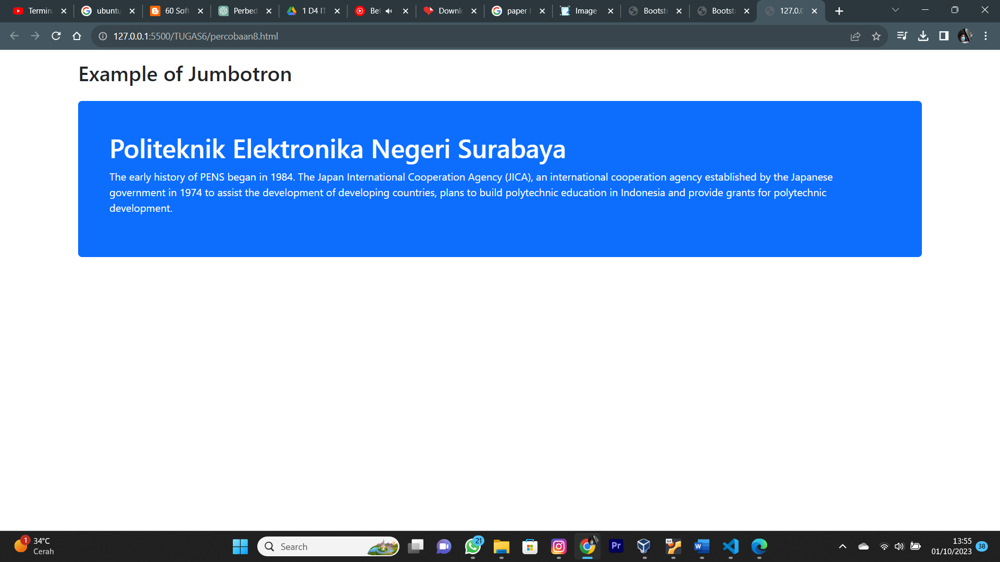 Termin
ubuntu
60 Soft
Perbed
1 D4 IT
Bet
Downlo
paper b
Image
Bootstr
Bootstr
127.0.0
127.0.0.1:5500/TUGAS6/percobaan8.html
Example of Jumbotron
Politeknik Elektronika Negeri Surabaya
The early history of PENS began in 1984. The Japan International Cooperation Agency (JICA), an international cooperation agency established by the Japanese
government in 1974 to assist the development of developing countries, plans to build polytechnic education in Indonesia and provide grants for polytechnic
development.
1
34°C
Cerah
Search
21
Pr
64
W
13:55
01/10/2023
38